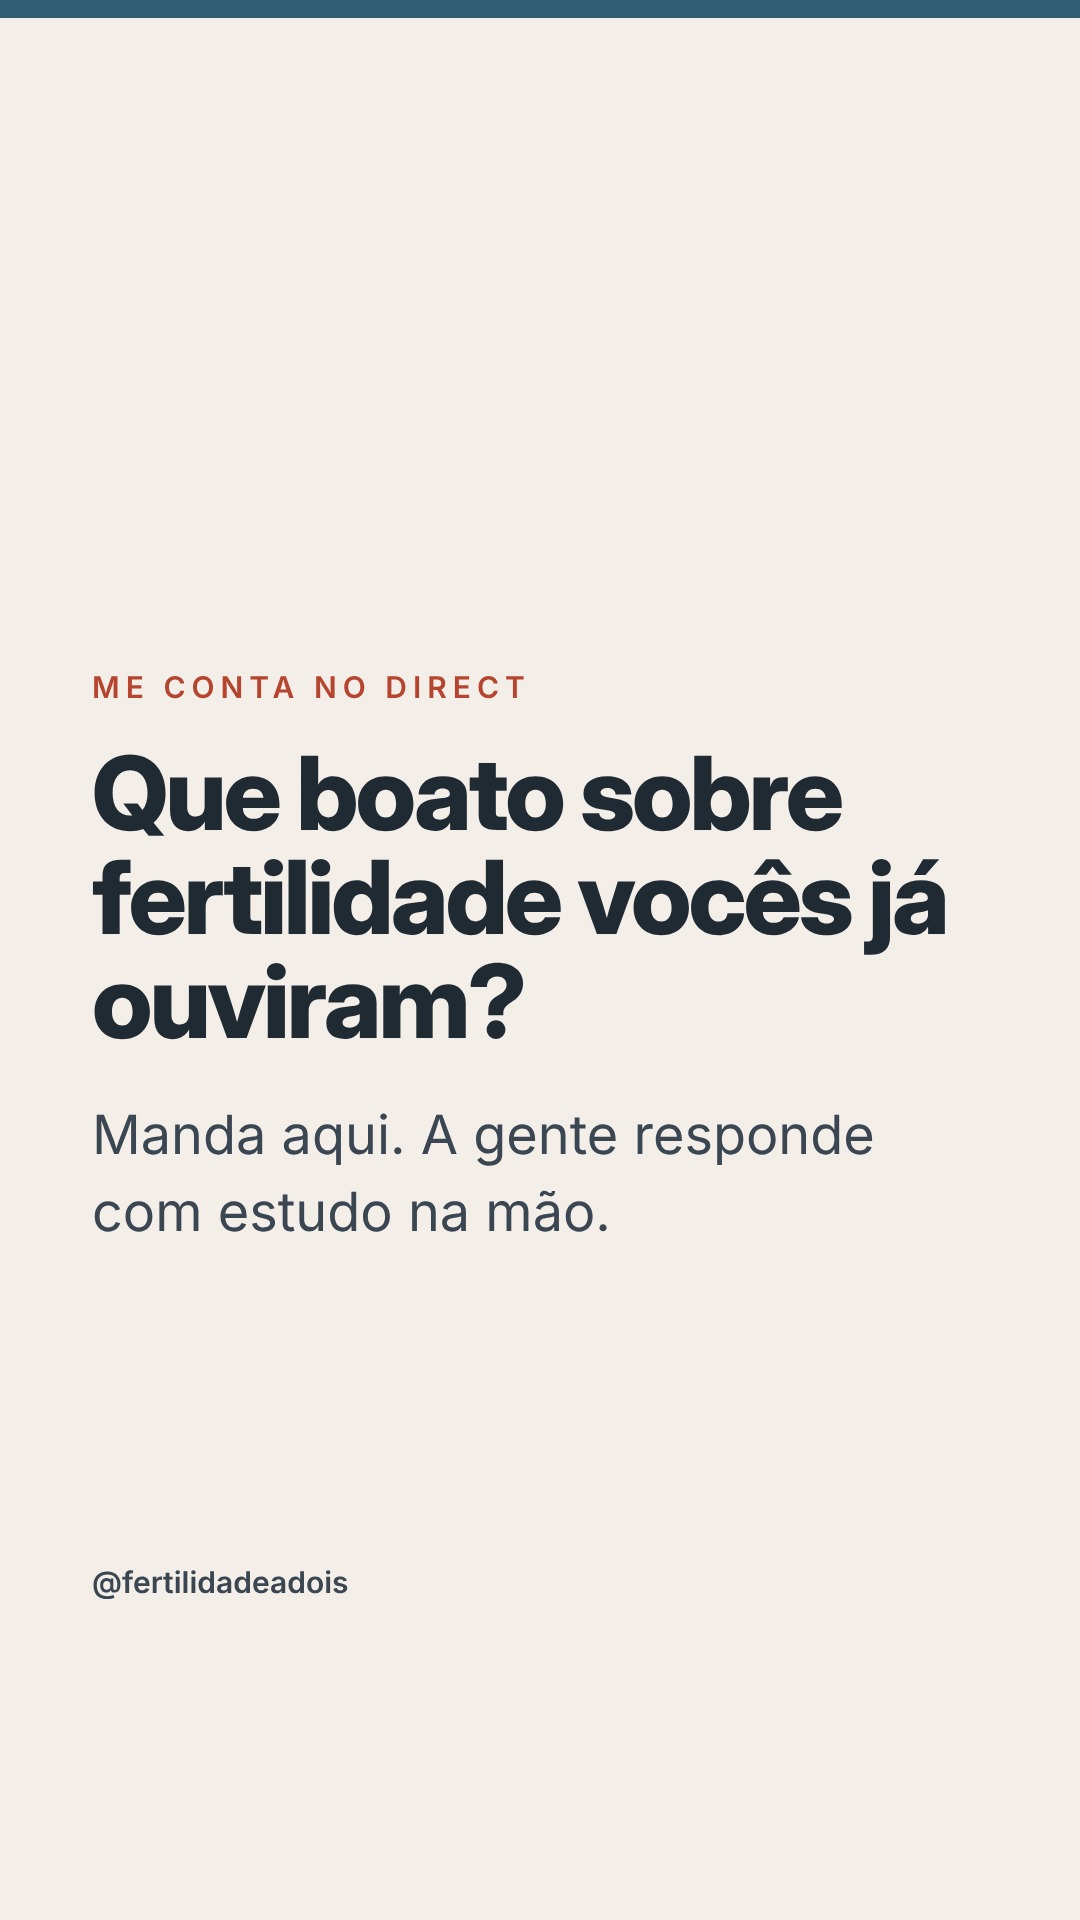 ME CONTA NO DIRECT
Que boato sobre
fertilidade vocês já
ouviram?
Manda aqui. A gente responde
com estudo na mão.
@fertilidadeadois